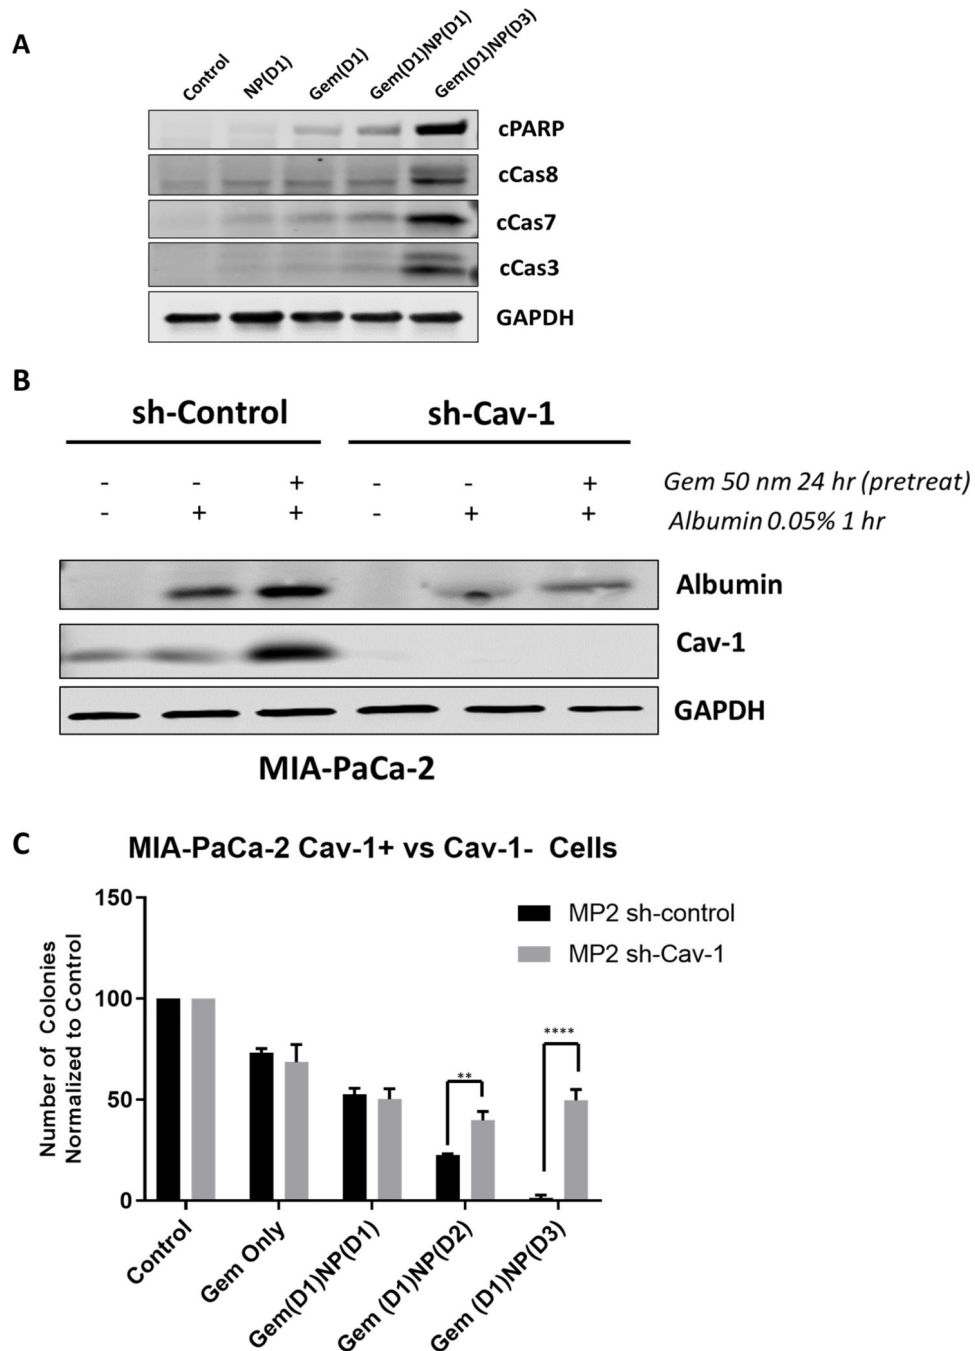 A
Control NP(D1) Gem(D1) Gem(D1)NP(D1) Gem(D1)NP(D3)
cPARP
cCas8
cCas7
cCas3
GAPDH
B
sh-Control sh-Cav-1
- - + - - + Gem 50 nm 24 hr (pretreat)
- + + - + + Albumin 0.05% 1 hr
Albumin
Cav-1
GAPDH
MIA-PaCa-2
C
MIA-PaCa-2 Cav-1+ vs Cav-1- Cells
MP2 sh-control
MP2 sh-Cav-1
Number of Colonies
Normalized to Control
150
100
50
0
**
****
Control
Gem Only
Gem(D1)NP(D1)
Gem (D1)NP(D2)
Gem (D1)NP(D3)